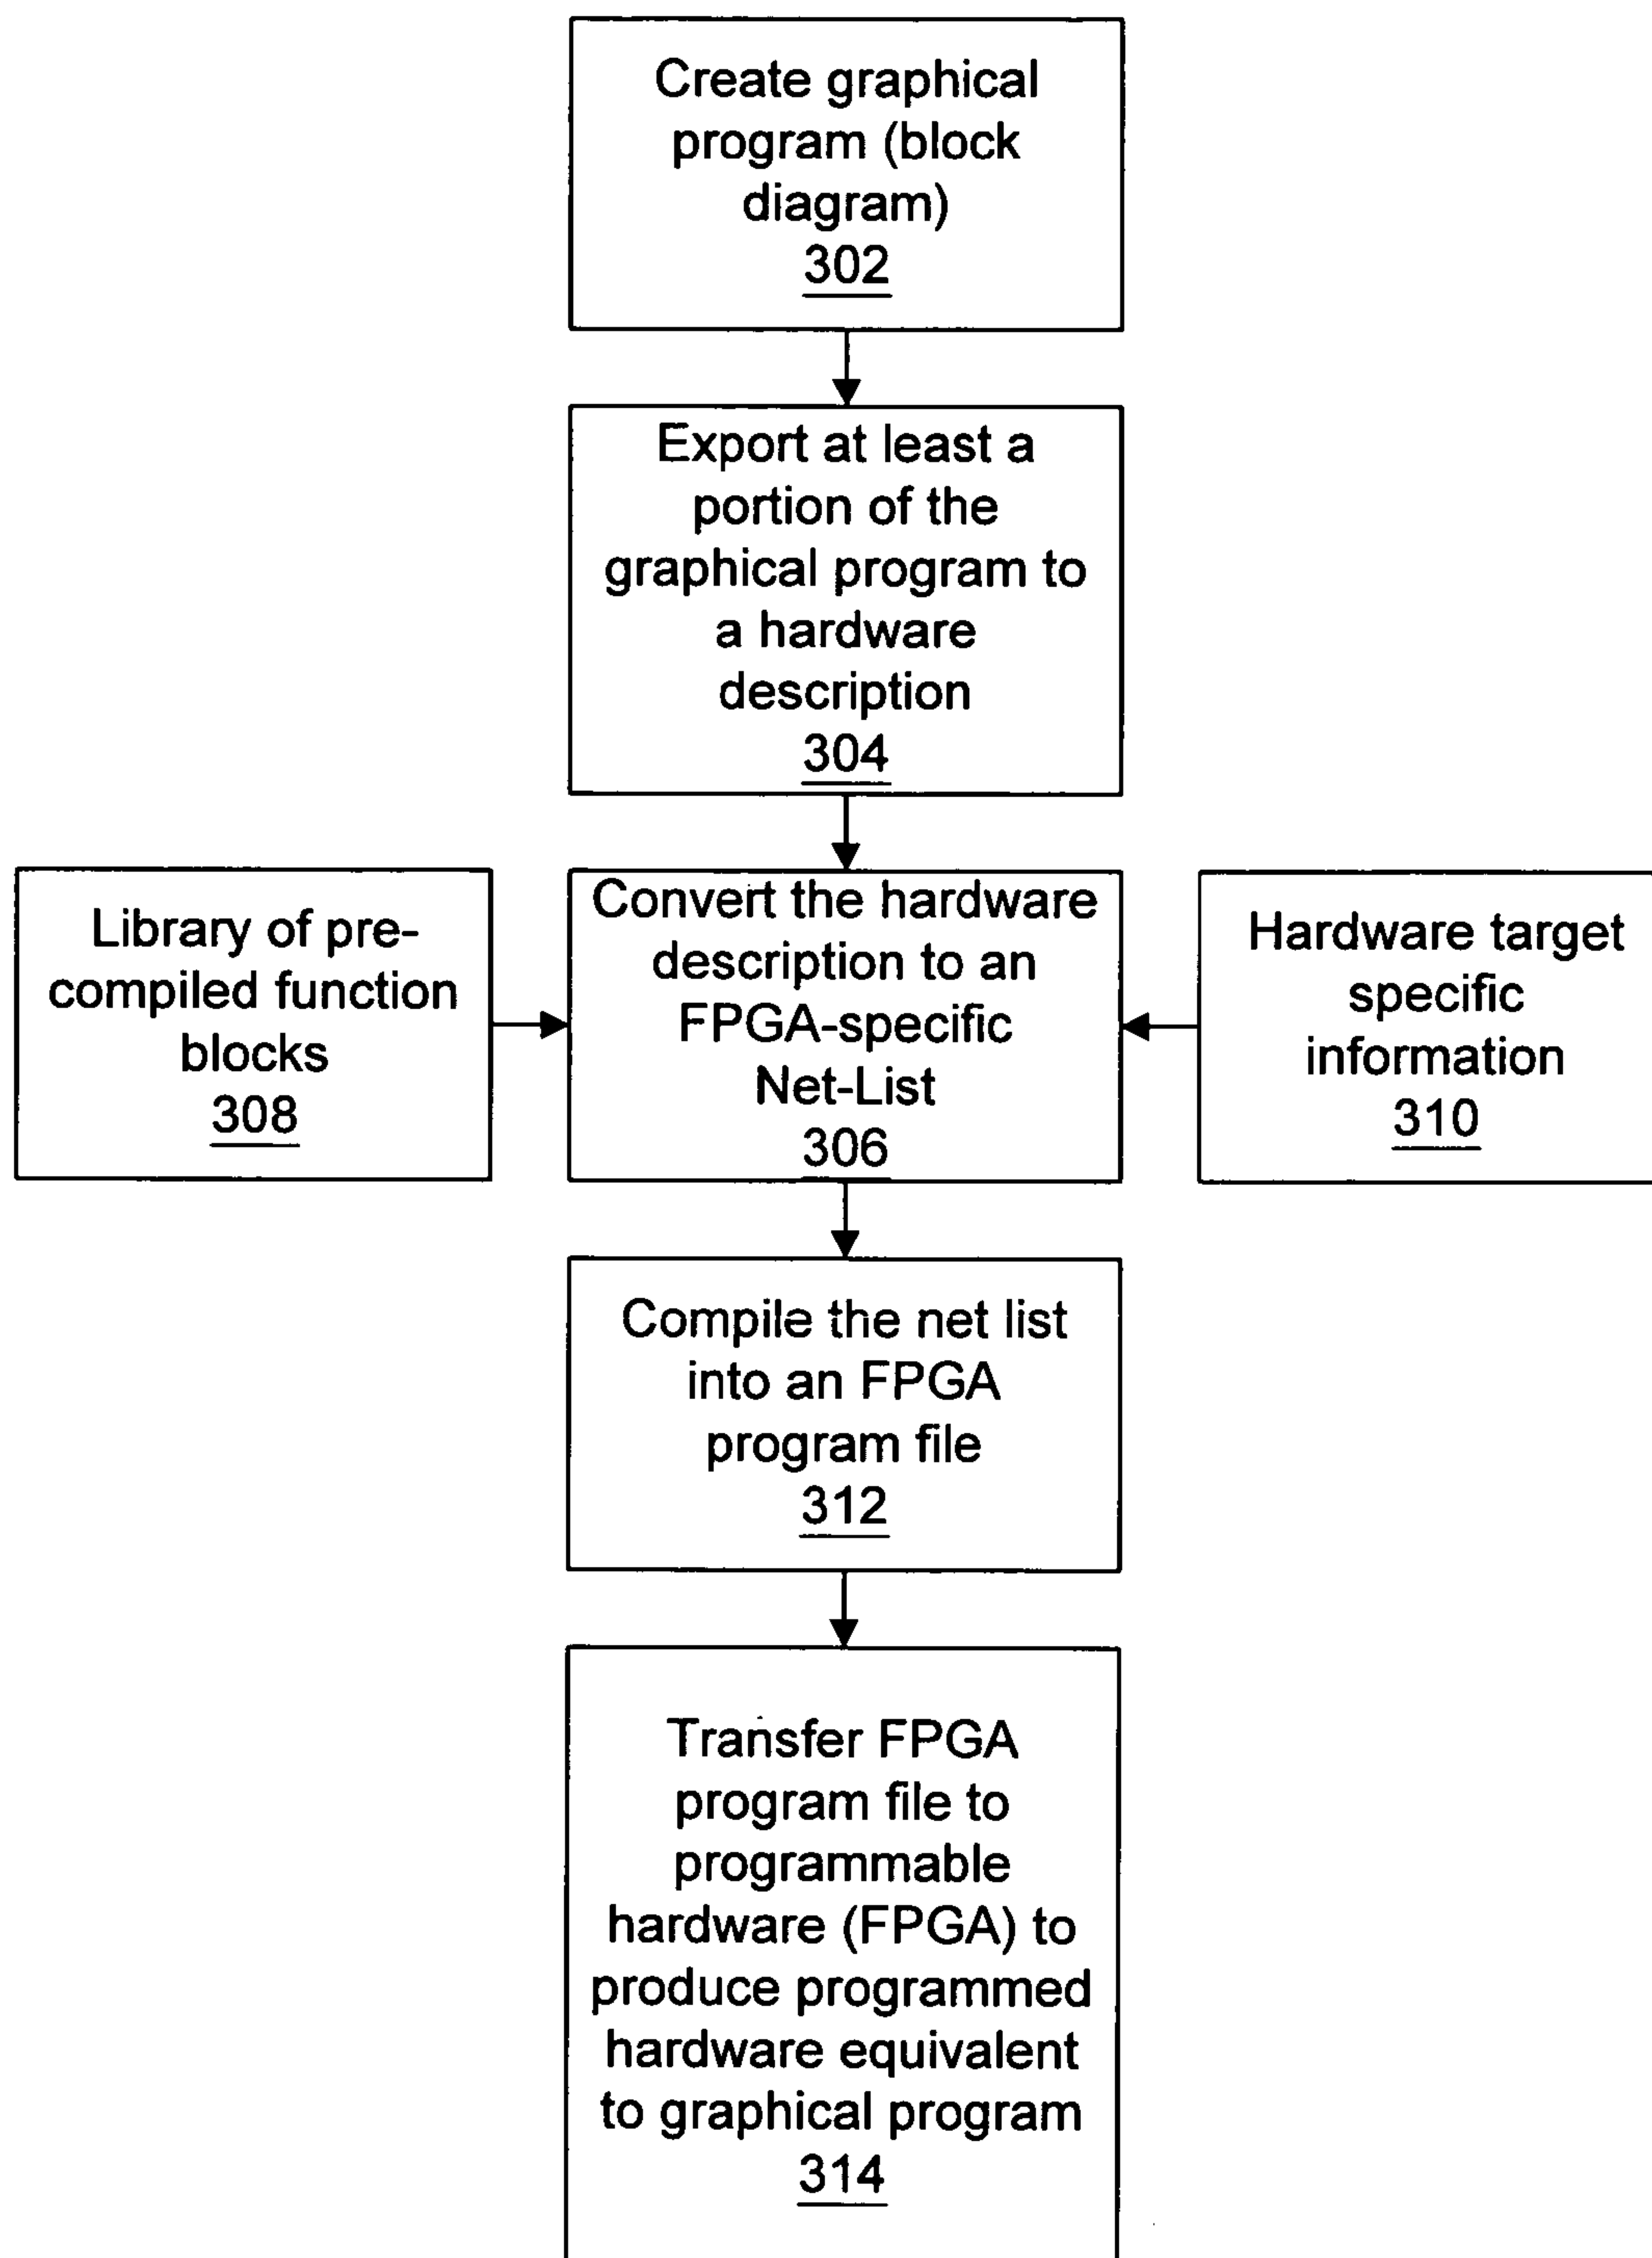 Create graphical
program (block
diagram)
302
Export at least a
portion of the
graphical program to
a hardware
description
304
Library of pre-
compiled function
blocks
308
Convert the hardware
description to an
FPGA-specific
Net-List
306
Hardware target
specific
information
310
Compile the net list
into an FPGA
program file
312
Transfer FPGA
program file to
programmable
hardware (FPGA) to
produce programmed
hardware equivalent
to graphical program
314